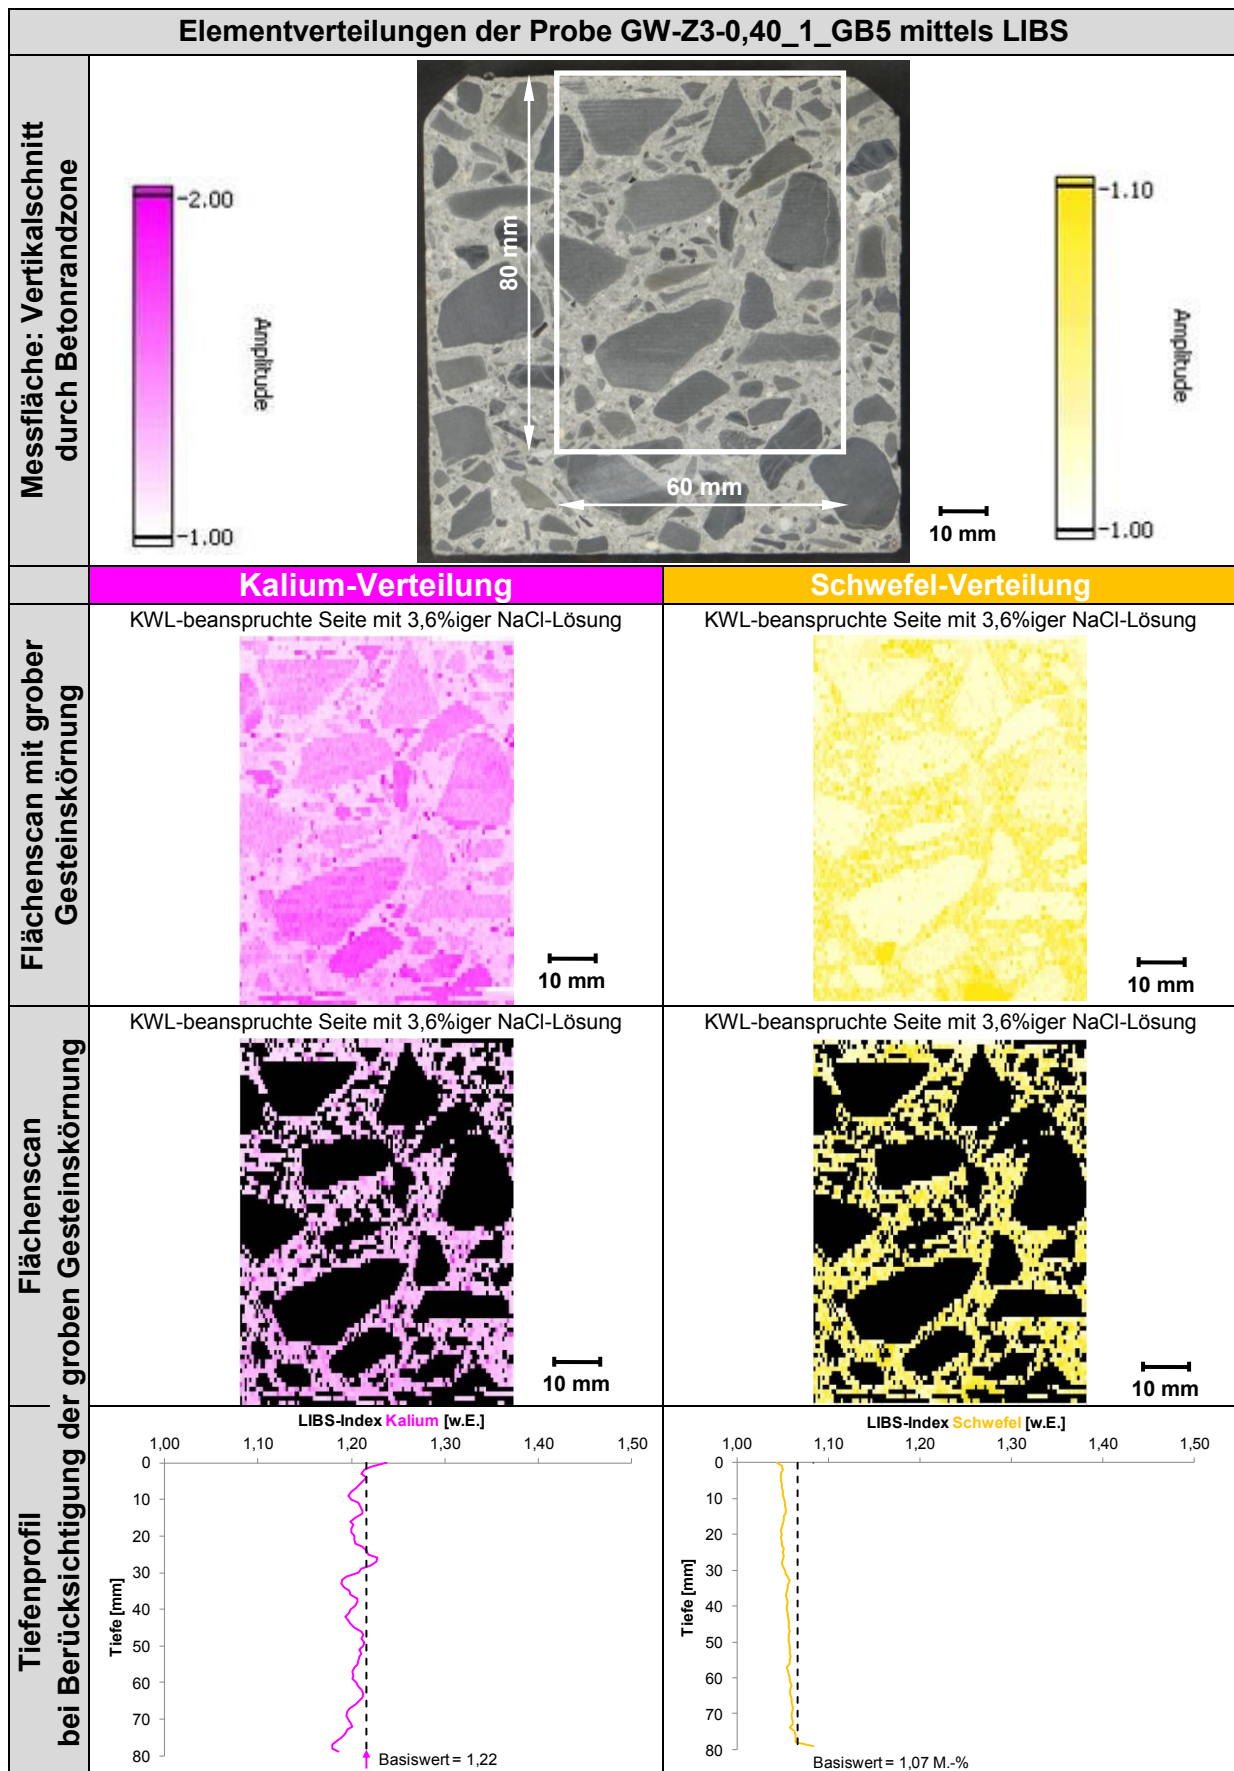 Elementverteilungen der Probe GW-Z3-0,40_1_GB5 mittels LIBS
Messfläche: Vertikalschnitt
durch Betonrandzone
2.00
1.00
Amplitude
80 mm
60 mm
10 mm
1.10
1.00
Amplitude
Kalium-Verteilung
Schwefel-Verteilung
Flächenscan mit grober
Gesteinskörnung
KWL-beanspruchte Seite mit 3,6%iger NaCl-Lösung
10 mm
KWL-beanspruchte Seite mit 3,6%iger NaCl-Lösung
10 mm
Flächenscan
KWL-beanspruchte Seite mit 3,6%iger NaCl-Lösung
10 mm
KWL-beanspruchte Seite mit 3,6%iger NaCl-Lösung
10 mm
Tiefenprofil
bei Berücksichtigung der groben Gesteinskörnung
LIBS-Index Kalium [w.E.]
1,00 1,10 1,20 1,30 1,40 1,50
0
10
20
30
40
50
60
70
80
Tiefe [mm]
Basiswert = 1,22
LIBS-Index Schwefel [w.E.]
1,00 1,10 1,20 1,30 1,40 1,50
0
10
20
30
40
50
60
70
80
Tiefe [mm]
Basiswert = 1,07 M.-%